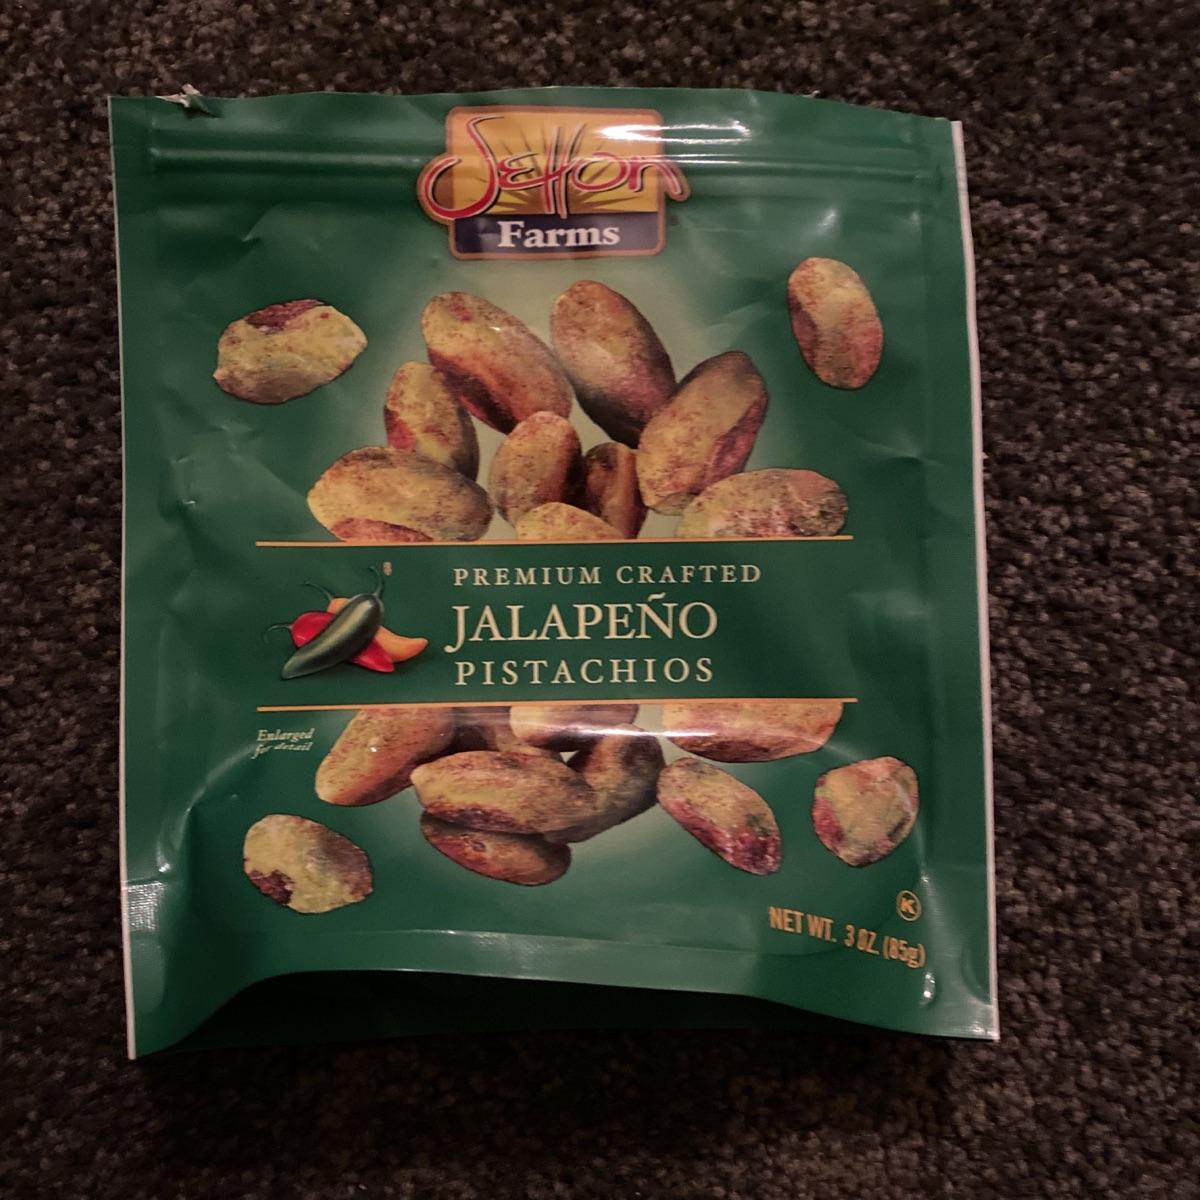 Setton
Farms
PREMIUM CRAFTED
JALAPEÑO
PISTACHIOS
Enlarged
for detail
K
NET WT. 3 OZ. (85g)